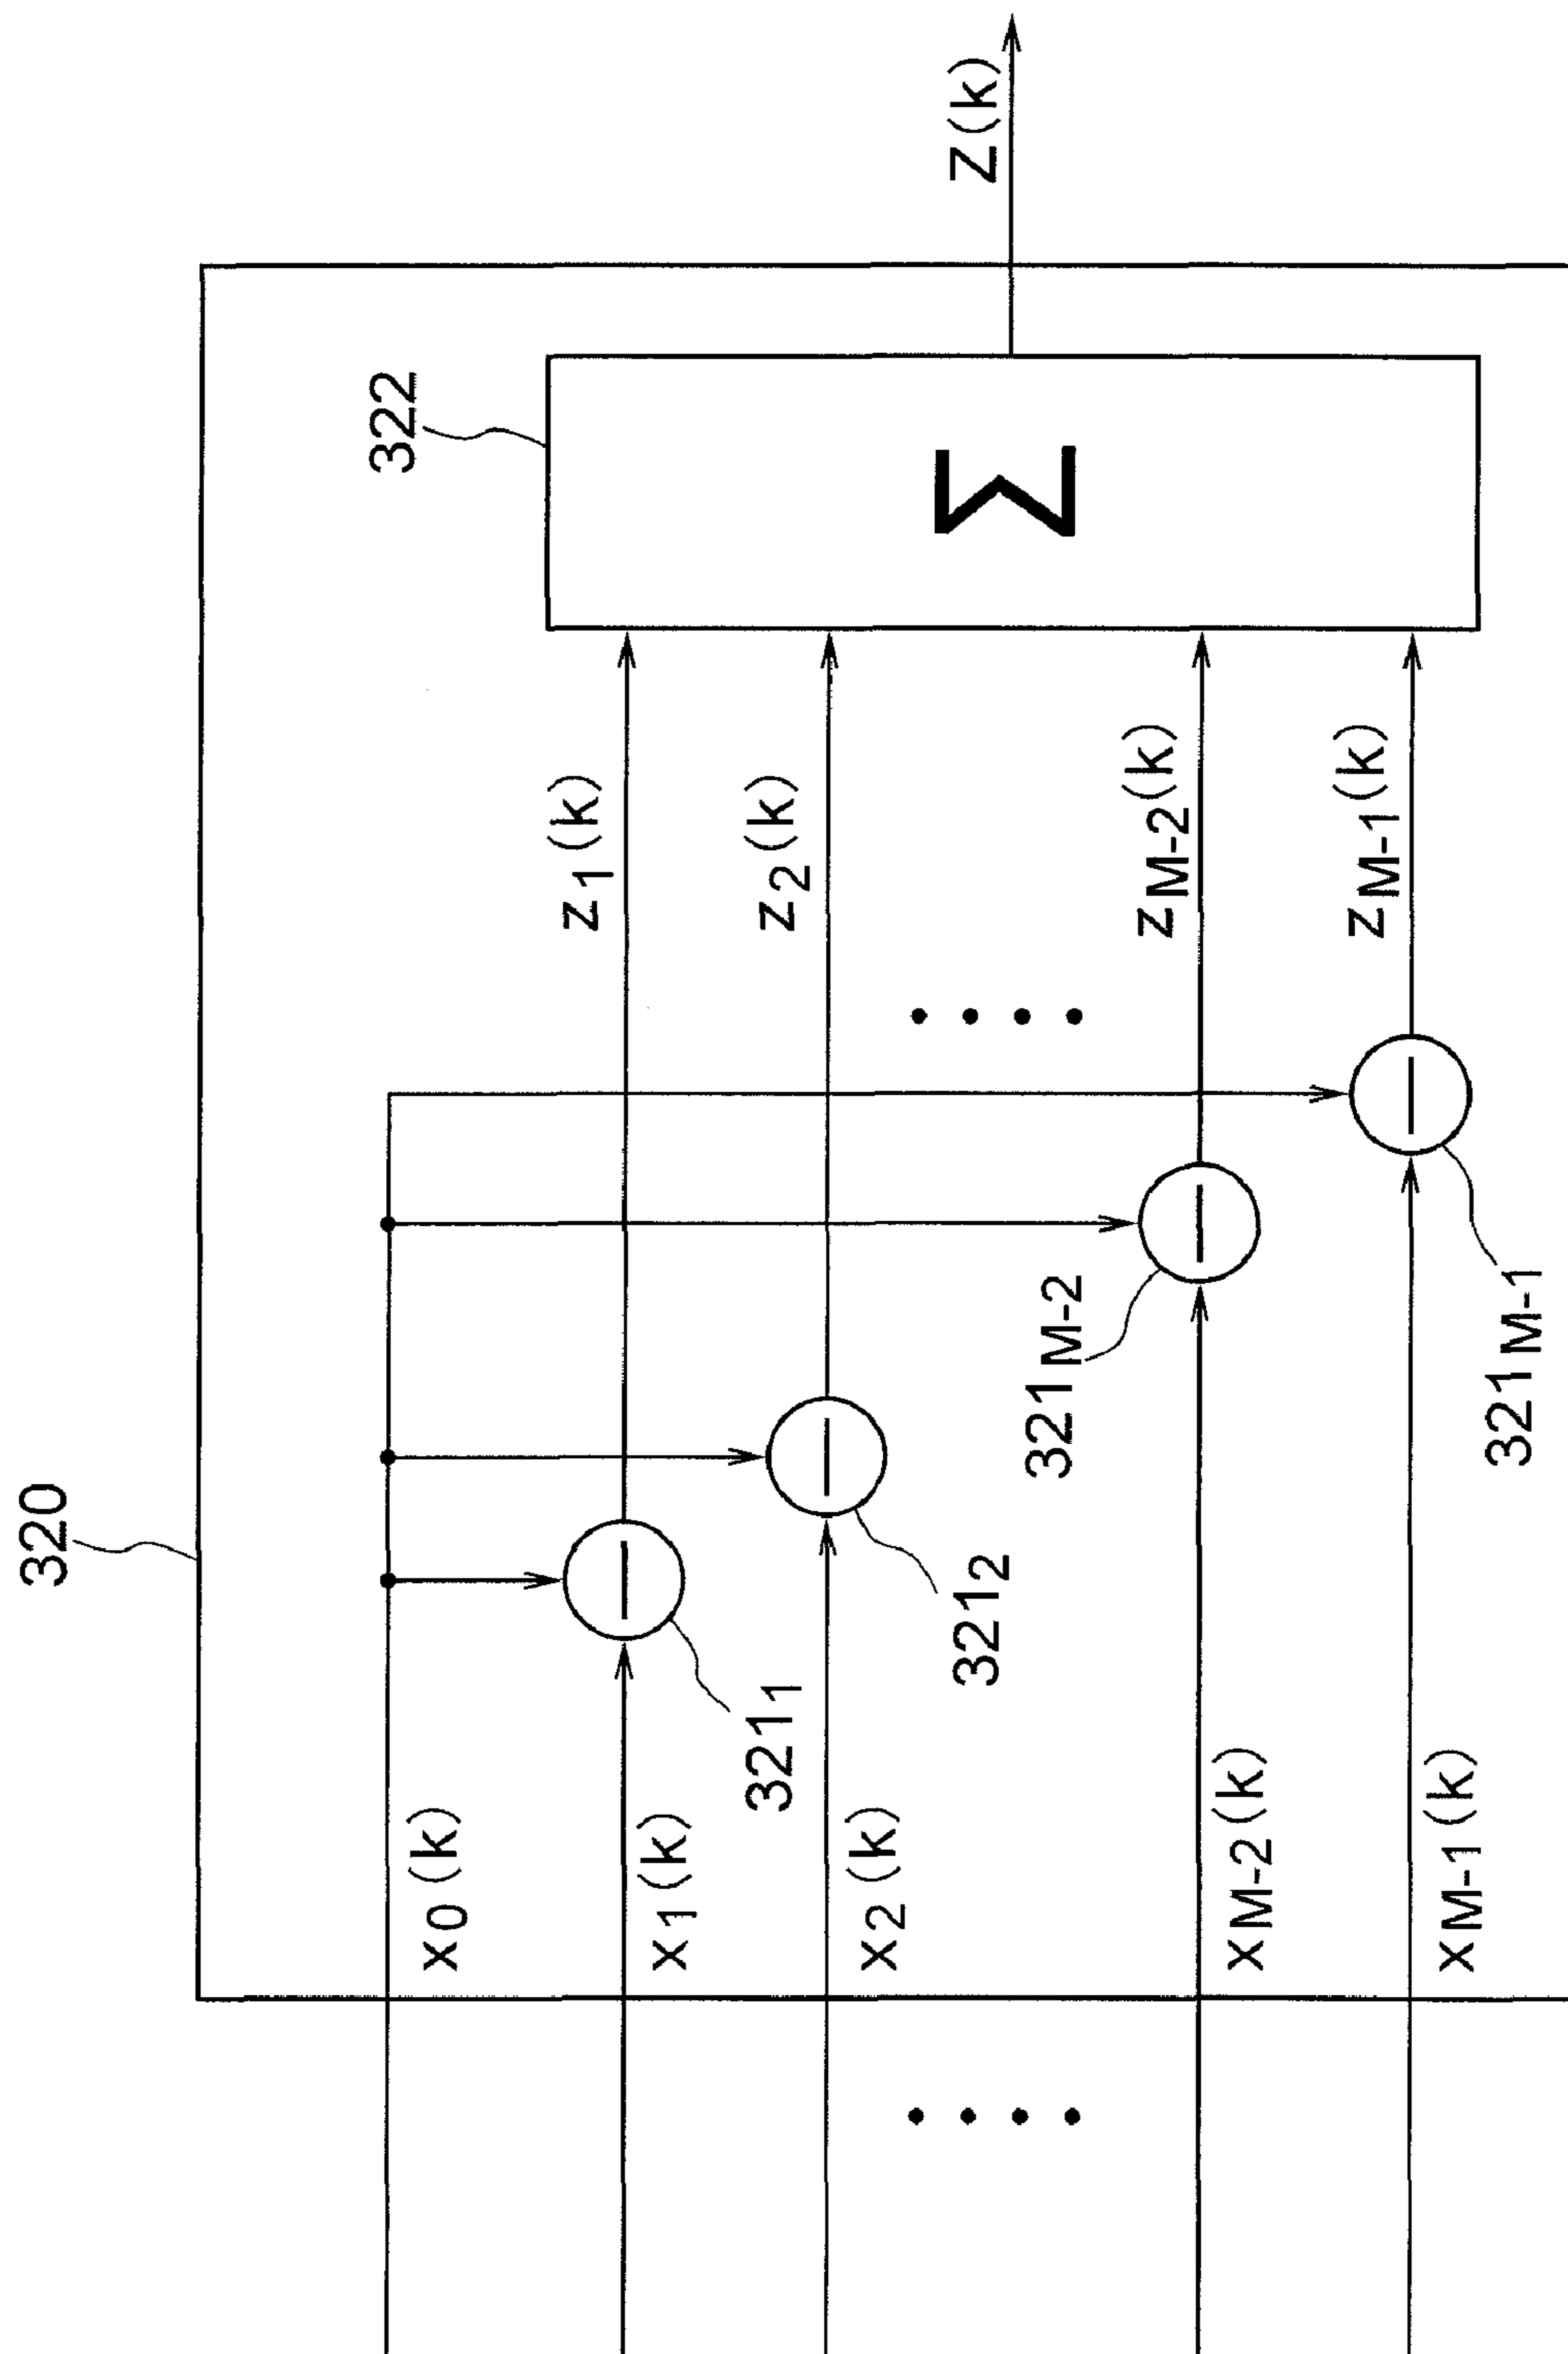 320
322
x0(k)
x1(k)
x2(k)
xM-2(k)
xM-1(k)
3211
3212
321M-2
321M-1
z1(k)
z2(k)
zM-2(k)
zM-1(k)
Σ
Z(k)